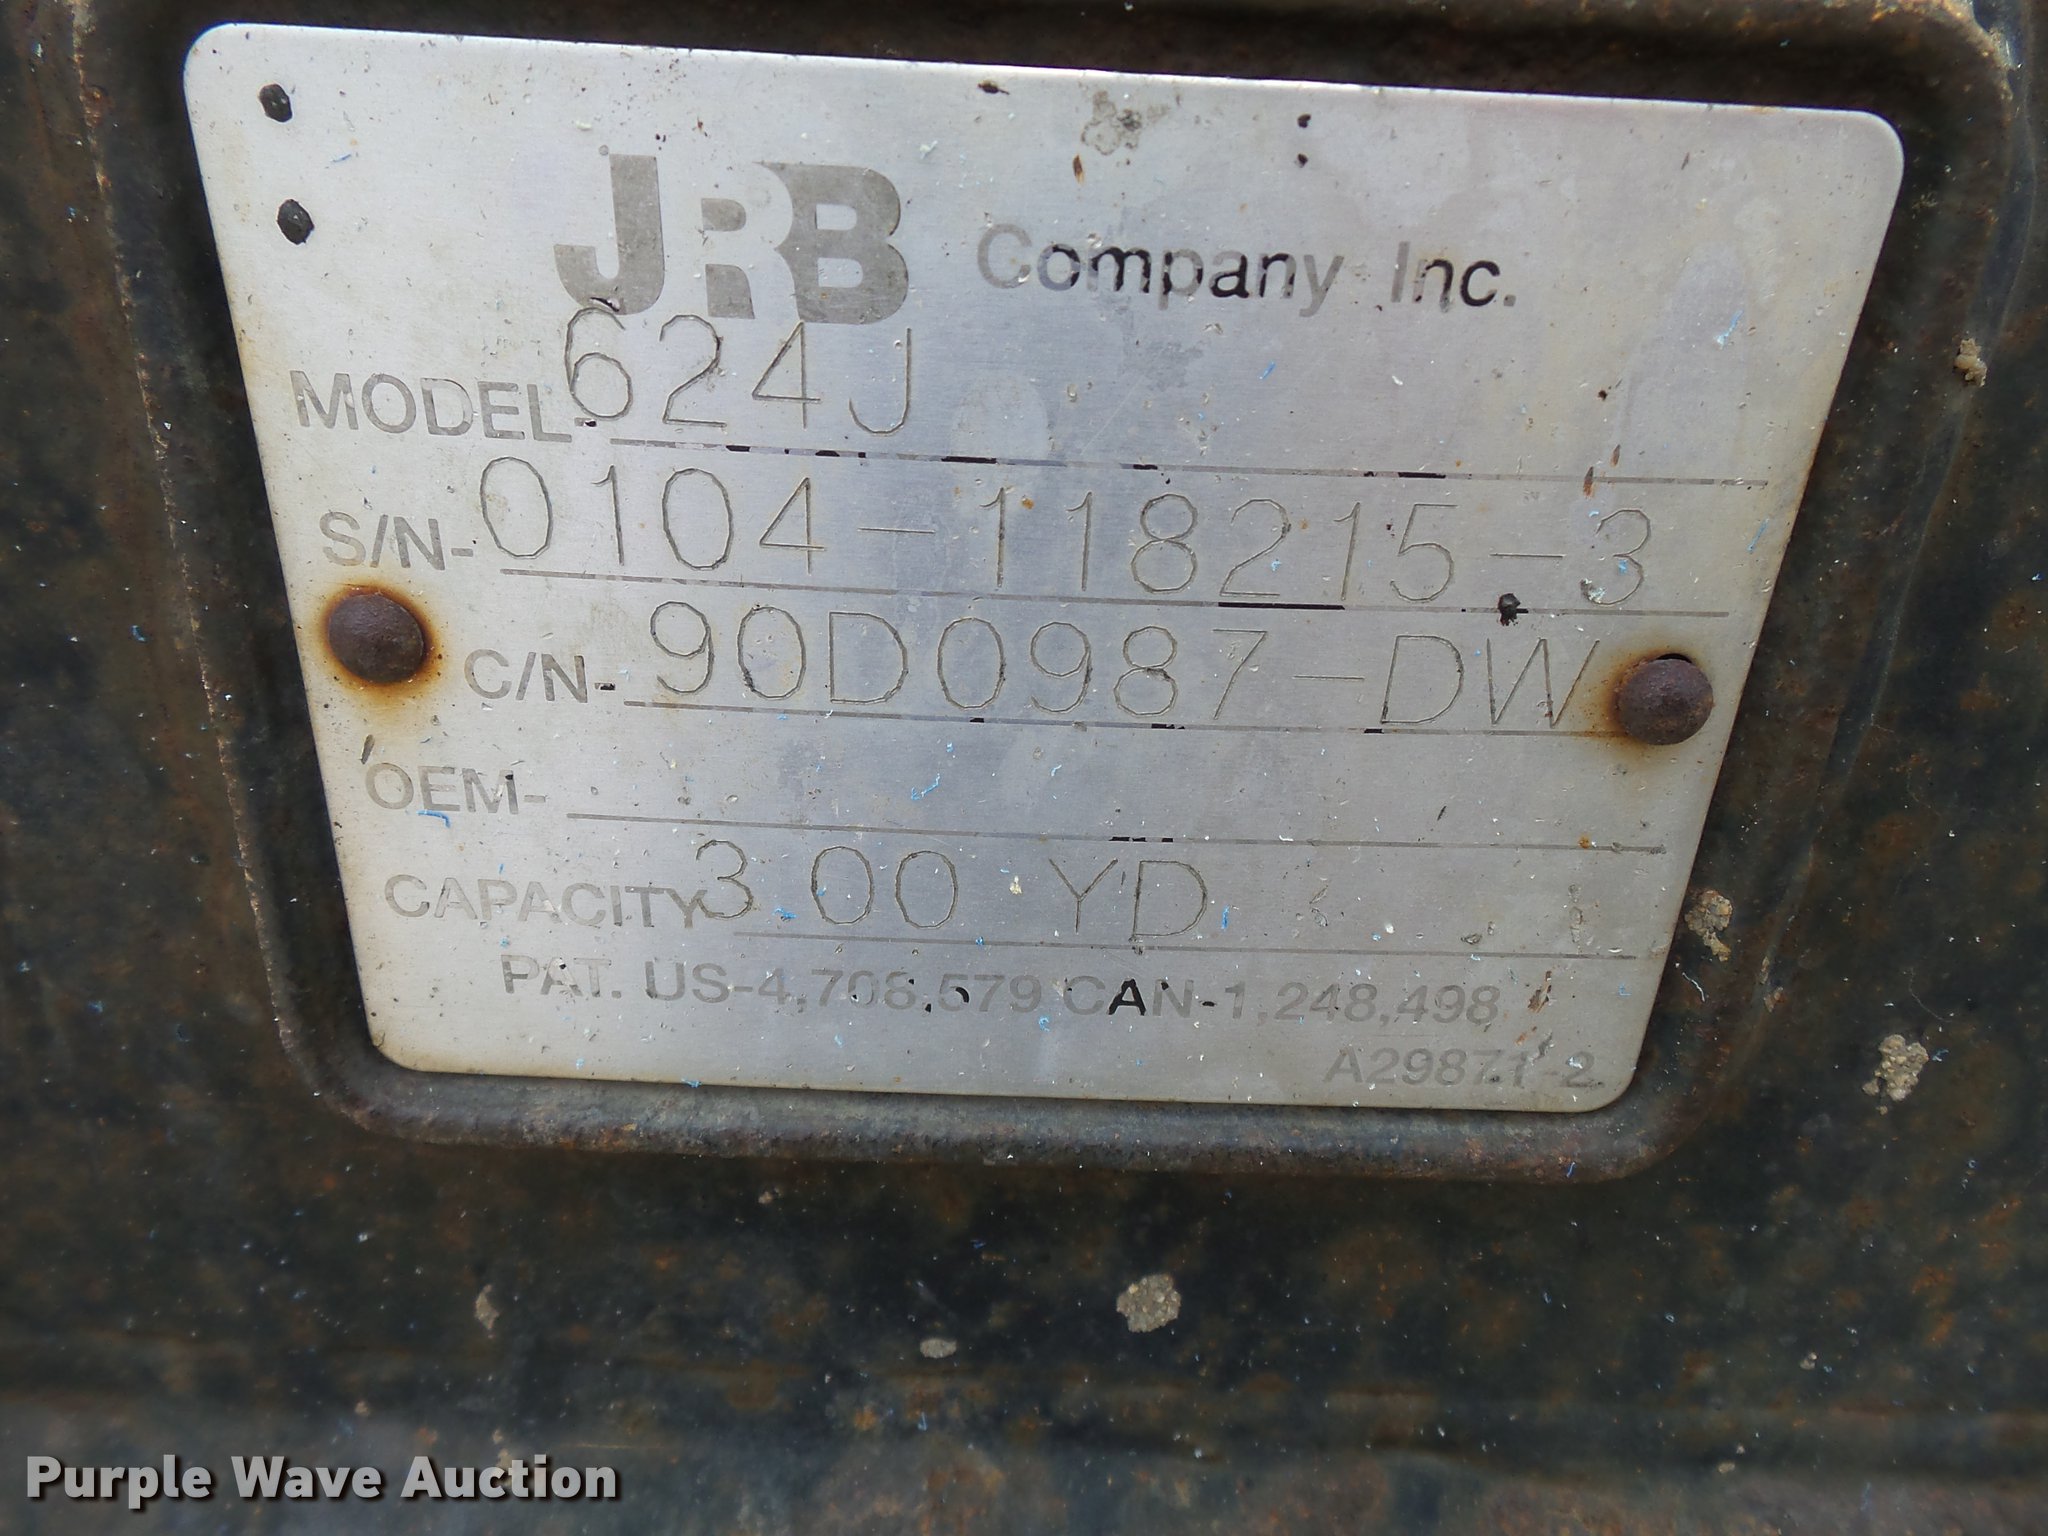 JRB Company Inc.
MODEL- 624J
S/N- 0104-118215-3
C/N- 90D0987-DW
OEM-
CAPACITY 3.00 YD
PAT. US-4,708,579 CAN-1,248,498
A29871-2
Purple Wave Auction